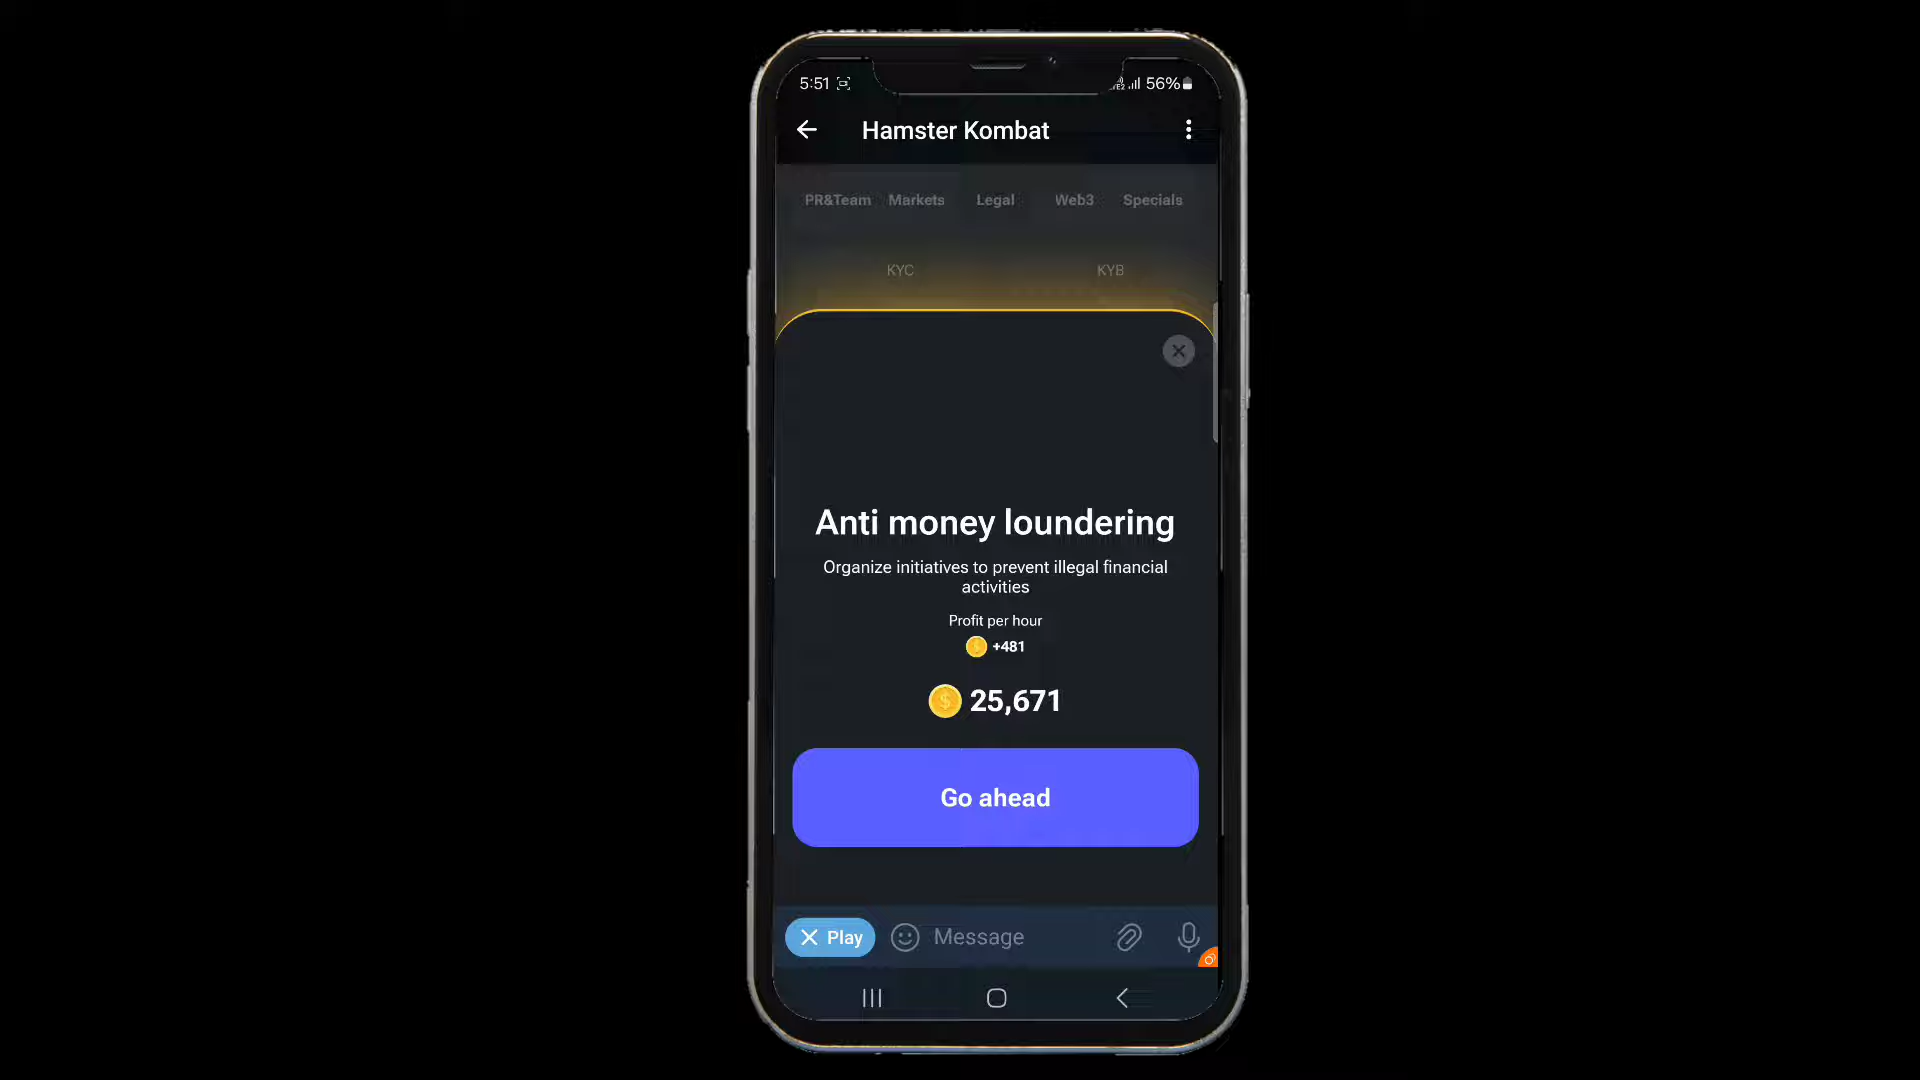 5:51
56%
Hamster Kombat
PR&Team Markets Legal Web3 Specials
KYC KYB
Anti money loundering
Organize initiatives to prevent illegal financial
activities
Profit per hour
+481
25,671
Go ahead
Play
Message